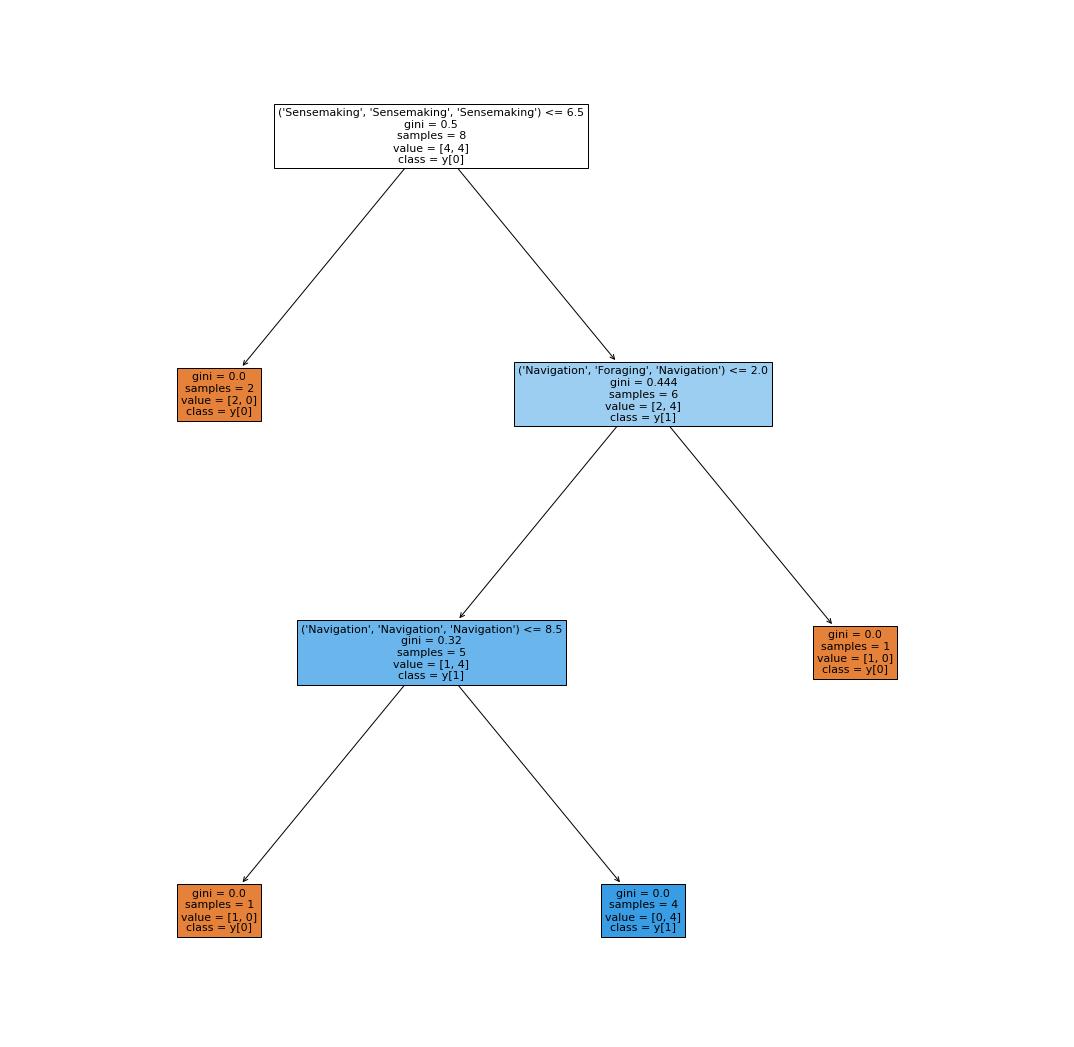 ('Sensemaking', 'Sensemaking', 'Sensemaking') <= 6.5
gini = 0.5
samples = 8
value = [4, 4]
class = y[0]
gini = 0.0
samples = 2
value = [2, 0]
class = y[0]
('Navigation', 'Foraging', 'Navigation') <= 2.0
gini = 0.444
samples = 6
value = [2, 4]
class = y[1]
('Navigation', 'Navigation', 'Navigation') <= 8.5
gini = 0.32
samples = 5
value = [1, 4]
class = y[1]
gini = 0.0
samples = 1
value = [1, 0]
class = y[0]
gini = 0.0
samples = 1
value = [1, 0]
class = y[0]
gini = 0.0
samples = 4
value = [0, 4]
class = y[1]